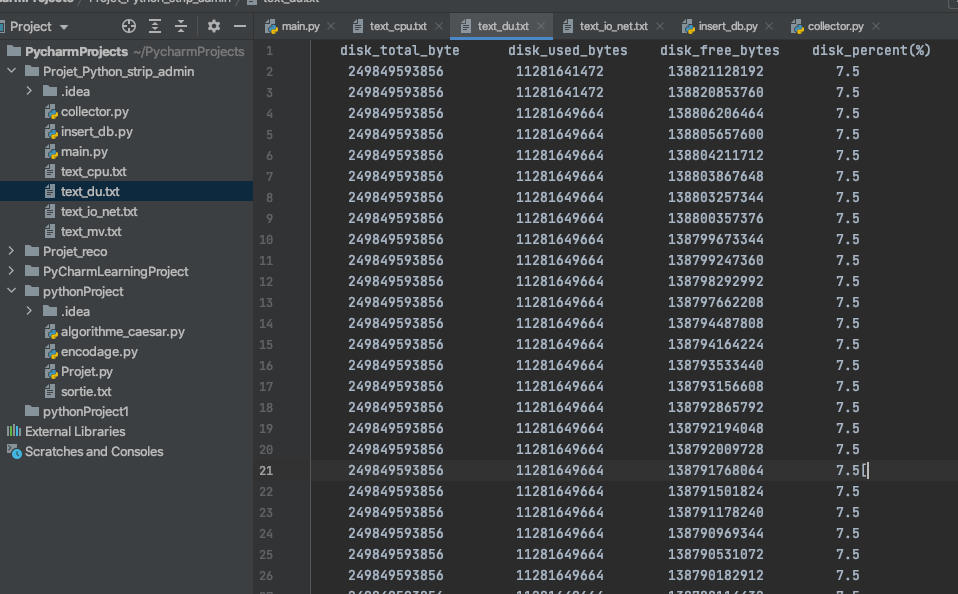 PycharmProjects Projet_Python_strip_admin text_du.txt
Project
main.py text_cpu.txt text_du.txt text_io_net.txt insert_db.py collector.py
PycharmProjects ~/PycharmProjects
Projet_Python_strip_admin
.idea
collector.py
insert_db.py
main.py
text_cpu.txt
text_du.txt
text_io_net.txt
text_mv.txt
Projet_reco
PyCharmLearningProject
pythonProject
.idea
algorithme_caesar.py
encodage.py
Projet.py
sortie.txt
pythonProject1
External Libraries
Scratches and Consoles
1 disk_total_byte disk_used_bytes disk_free_bytes disk_percent(%)
2 249849593856 11281641472 138821128192 7.5
3 249849593856 11281641472 138820853760 7.5
4 249849593856 11281649664 138806206464 7.5
5 249849593856 11281649664 138805657600 7.5
6 249849593856 11281649664 138804211712 7.5
7 249849593856 11281649664 138803867648 7.5
8 249849593856 11281649664 138803257344 7.5
9 249849593856 11281649664 138800357376 7.5
10 249849593856 11281649664 138799673344 7.5
11 249849593856 11281649664 138799247360 7.5
12 249849593856 11281649664 138798292992 7.5
13 249849593856 11281649664 138797662208 7.5
14 249849593856 11281649664 138794487808 7.5
15 249849593856 11281649664 138794164224 7.5
16 249849593856 11281649664 138793533440 7.5
17 249849593856 11281649664 138793156608 7.5
18 249849593856 11281649664 138792865792 7.5
19 249849593856 11281649664 138792194048 7.5
20 249849593856 11281649664 138792009728 7.5
21 249849593856 11281649664 138791768064 7.5[
22 249849593856 11281649664 138791501824 7.5
23 249849593856 11281649664 138791178240 7.5
24 249849593856 11281649664 138790969344 7.5
25 249849593856 11281649664 138790531072 7.5
26 249849593856 11281649664 138790182912 7.5